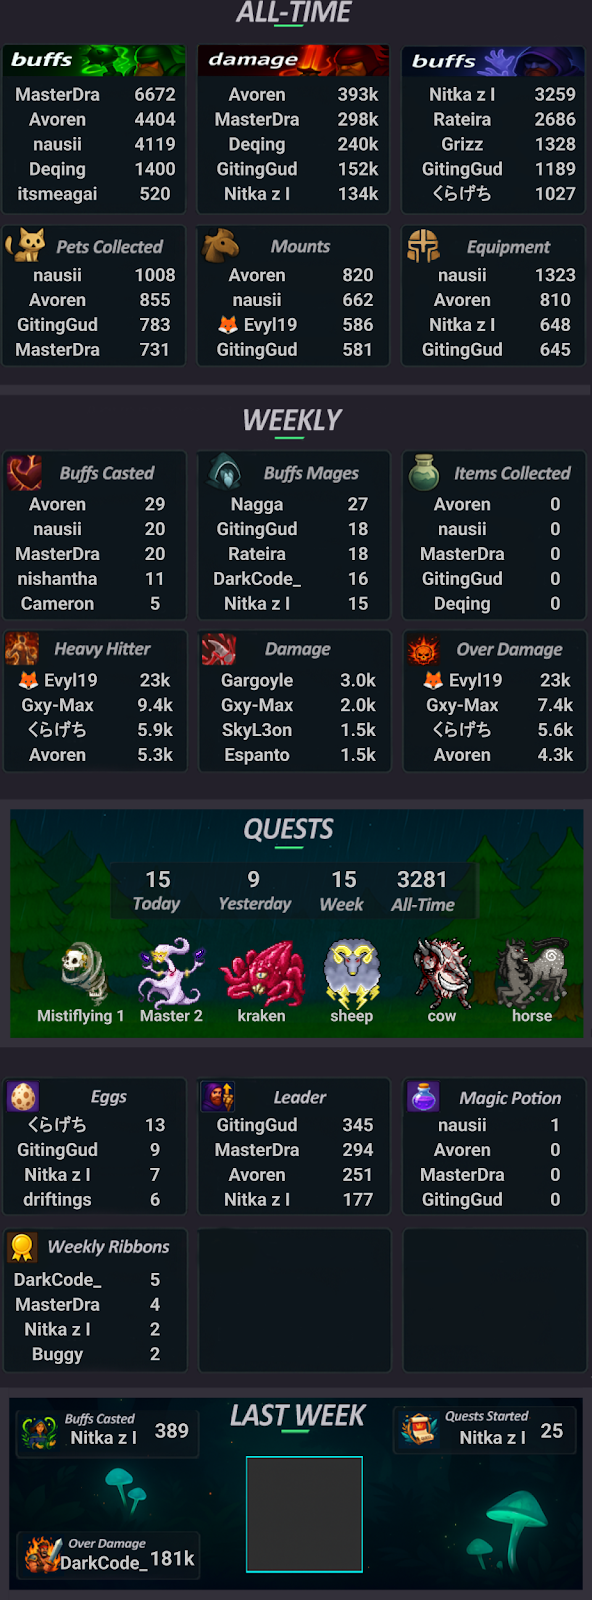 ALL-TIME
buffs
MasterDra 6672
Avoren 4404
nausii 4119
Deqing 1400
itsmeagai 520
damage
Avoren 393k
MasterDra 298k
Deqing 240k
GitingGud 152k
Nitka z I 134k
buffs
Nitka z I 3259
Rateira 2686
Grizz 1328
GitingGud 1189
くらげち 1027
Pets Collected
nausii 1008
Avoren 855
GitingGud 783
MasterDra 731
Mounts
Avoren 820
nausii 662
🦊 Evyl19 586
GitingGud 581
Equipment
nausii 1323
Avoren 810
Nitka z I 648
GitingGud 645
WEEKLY
Buffs Casted
Avoren 29
nausii 20
MasterDra 20
nishantha 11
Cameron 5
Buffs Mages
Nagga 27
GitingGud 18
Rateira 18
DarkCode_ 16
Nitka z I 15
Items Collected
Avoren 0
nausii 0
MasterDra 0
GitingGud 0
Deqing 0
Heavy Hitter
🦊 Evyl19 23k
Gxy-Max 9.4k
くらげち 5.9k
Avoren 5.3k
Damage
Gargoyle 3.0k
Gxy-Max 2.0k
SkyL3on 1.5k
Espanto 1.5k
Over Damage
🦊 Evyl19 23k
Gxy-Max 7.4k
くらげち 5.6k
Avoren 4.3k
QUESTS
15 9 15 3281
Today Yesterday Week All-Time
Mistiflying 1 Master 2 kraken sheep cow horse
Eggs
くらげち 13
GitingGud 9
Nitka z I 7
driftings 6
Leader
GitingGud 345
MasterDra 294
Avoren 251
Nitka z I 177
Magic Potion
nausii 1
Avoren 0
MasterDra 0
GitingGud 0
Weekly Ribbons
DarkCode_ 5
MasterDra 4
Nitka z I 2
Buggy 2
LAST WEEK
Buffs Casted
Nitka z I 389
Quests Started
Nitka z I 25
Over Damage
DarkCode_ 181k